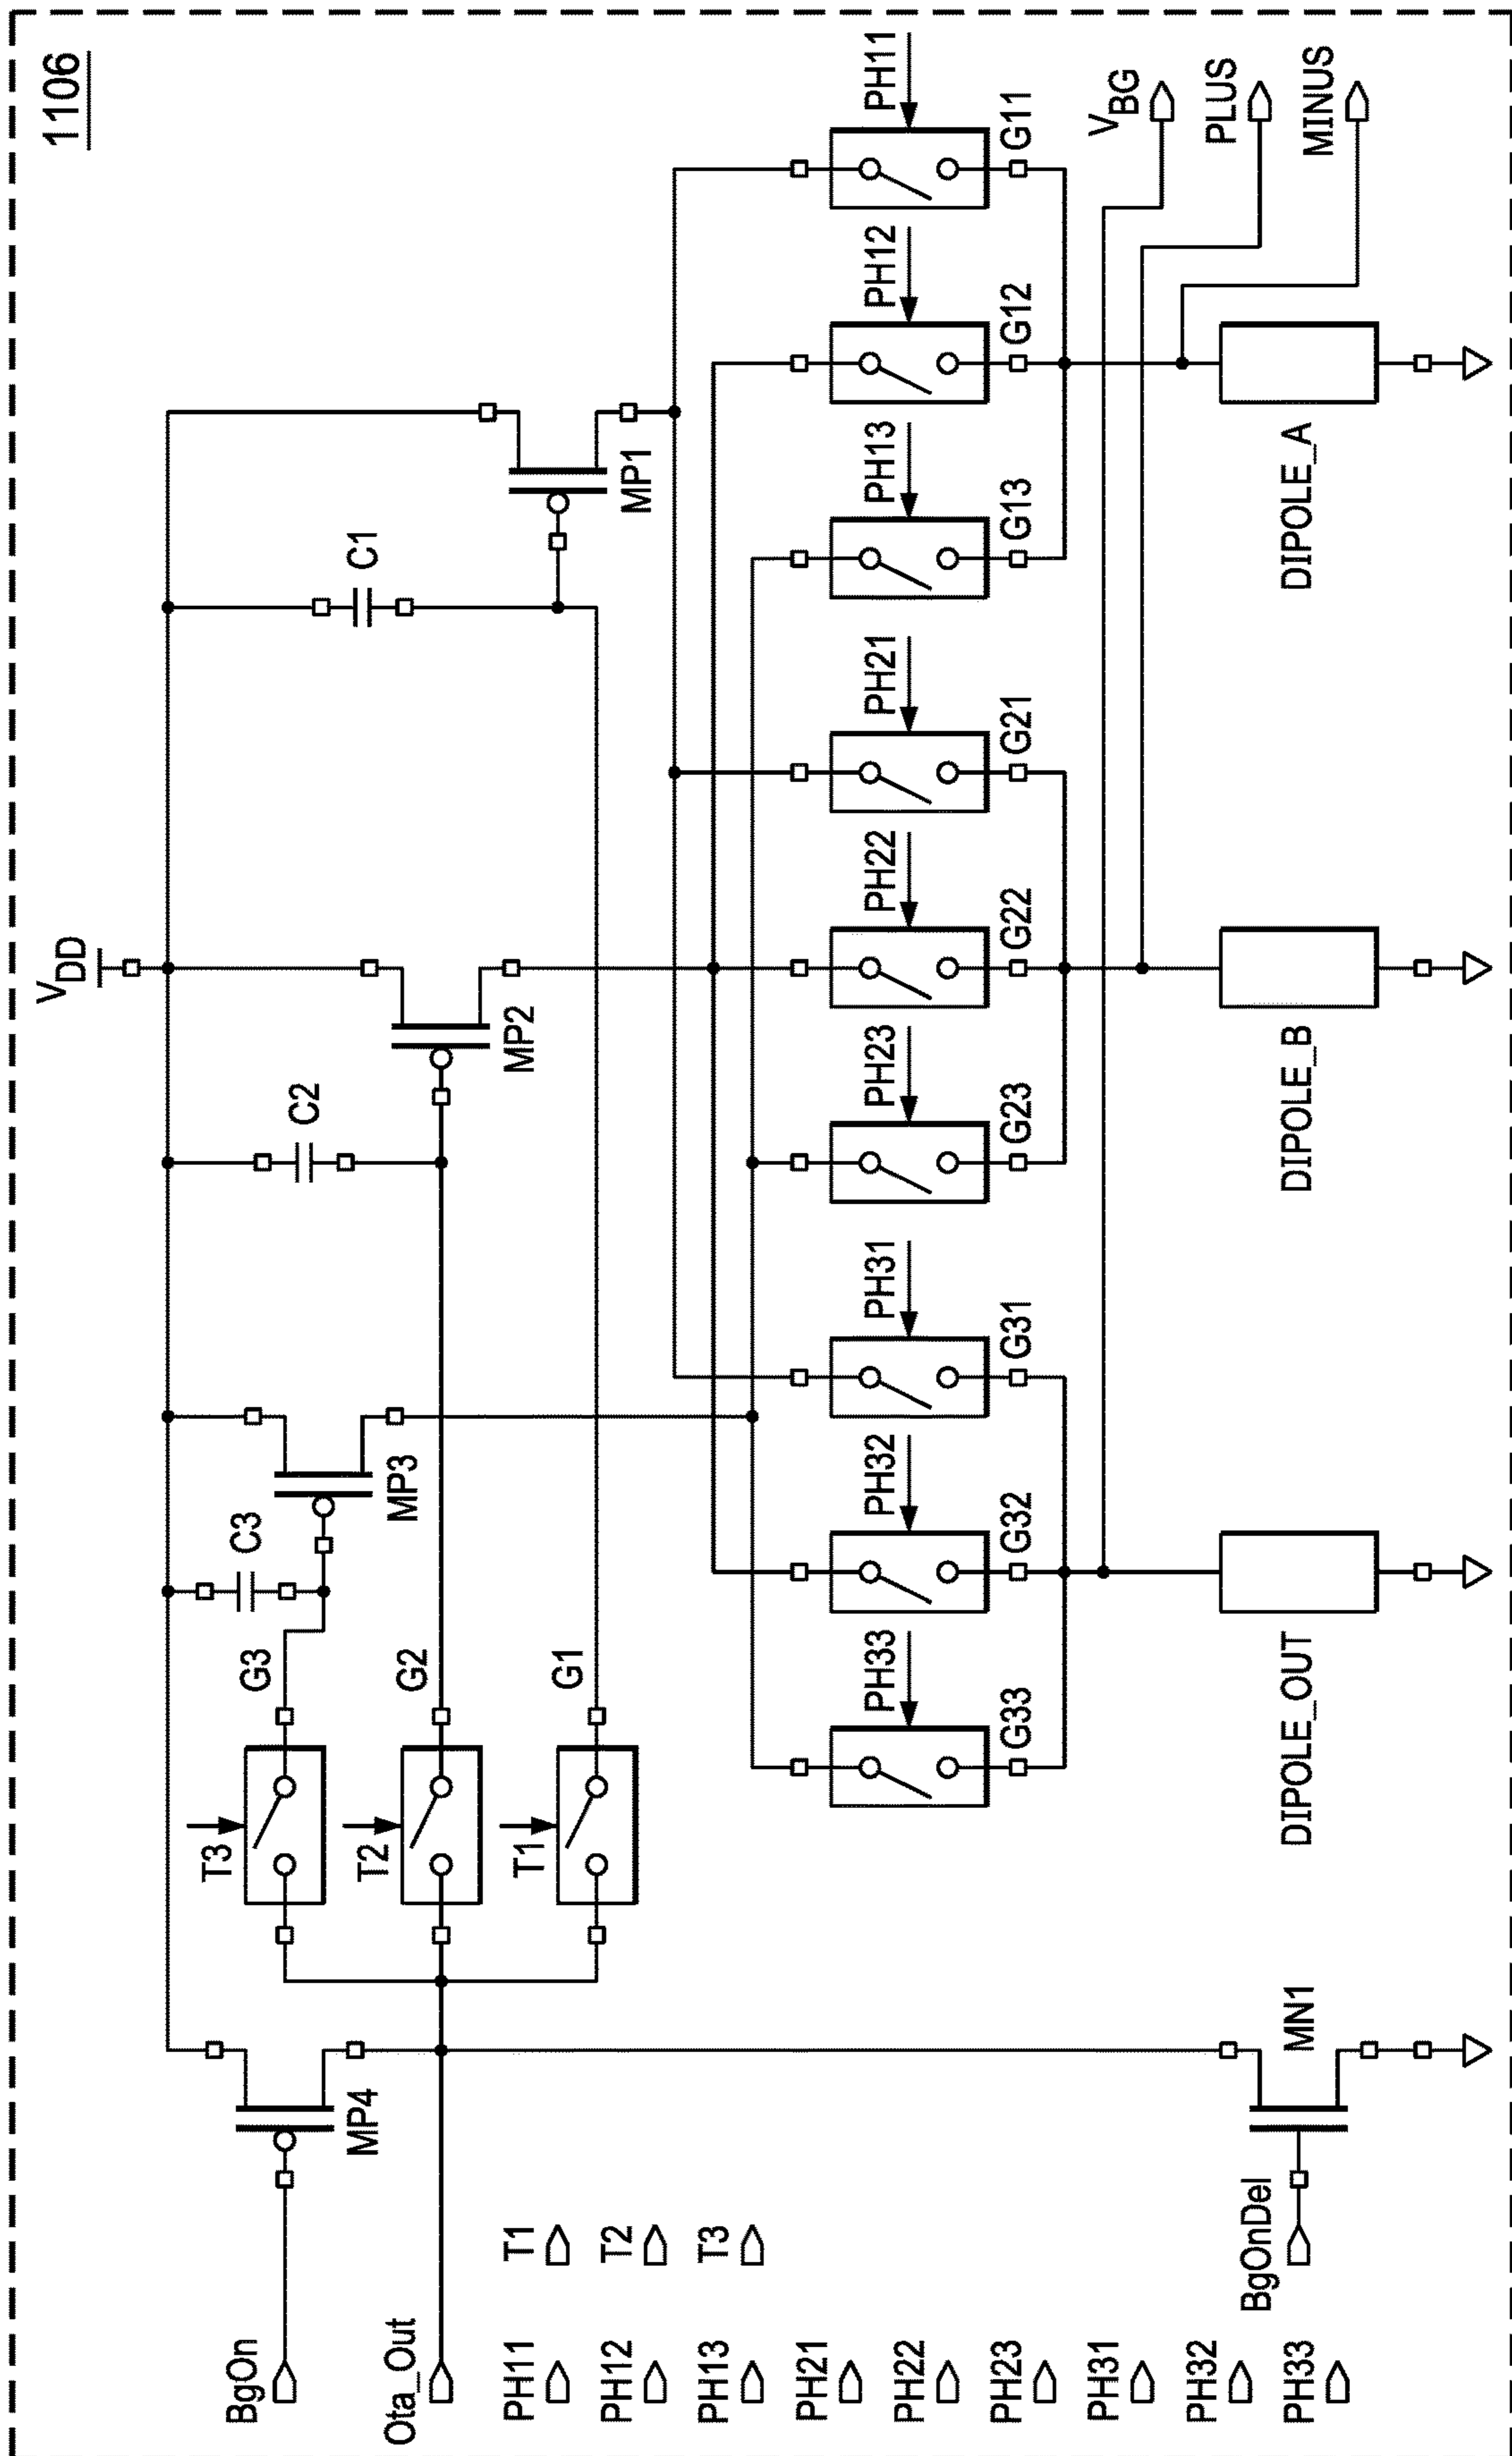 1106
VDD
BgOn
MP4
Ota_Out
T3
G3
C3
MP3
T2
G2
C2
MP2
T1
G1
C1
MP1
T1
T2
T3
PH11
PH12
PH13
PH21
PH22
PH23
PH31
PH32
PH33
PH33
PH32
PH31
PH23
PH22
PH21
PH13
PH12
PH11
G33
G32
G31
G23
G22
G21
G13
G12
G11
VBG
PLUS
MINUS
BgOnDel
MN1
DIPOLE_OUT
DIPOLE_B
DIPOLE_A